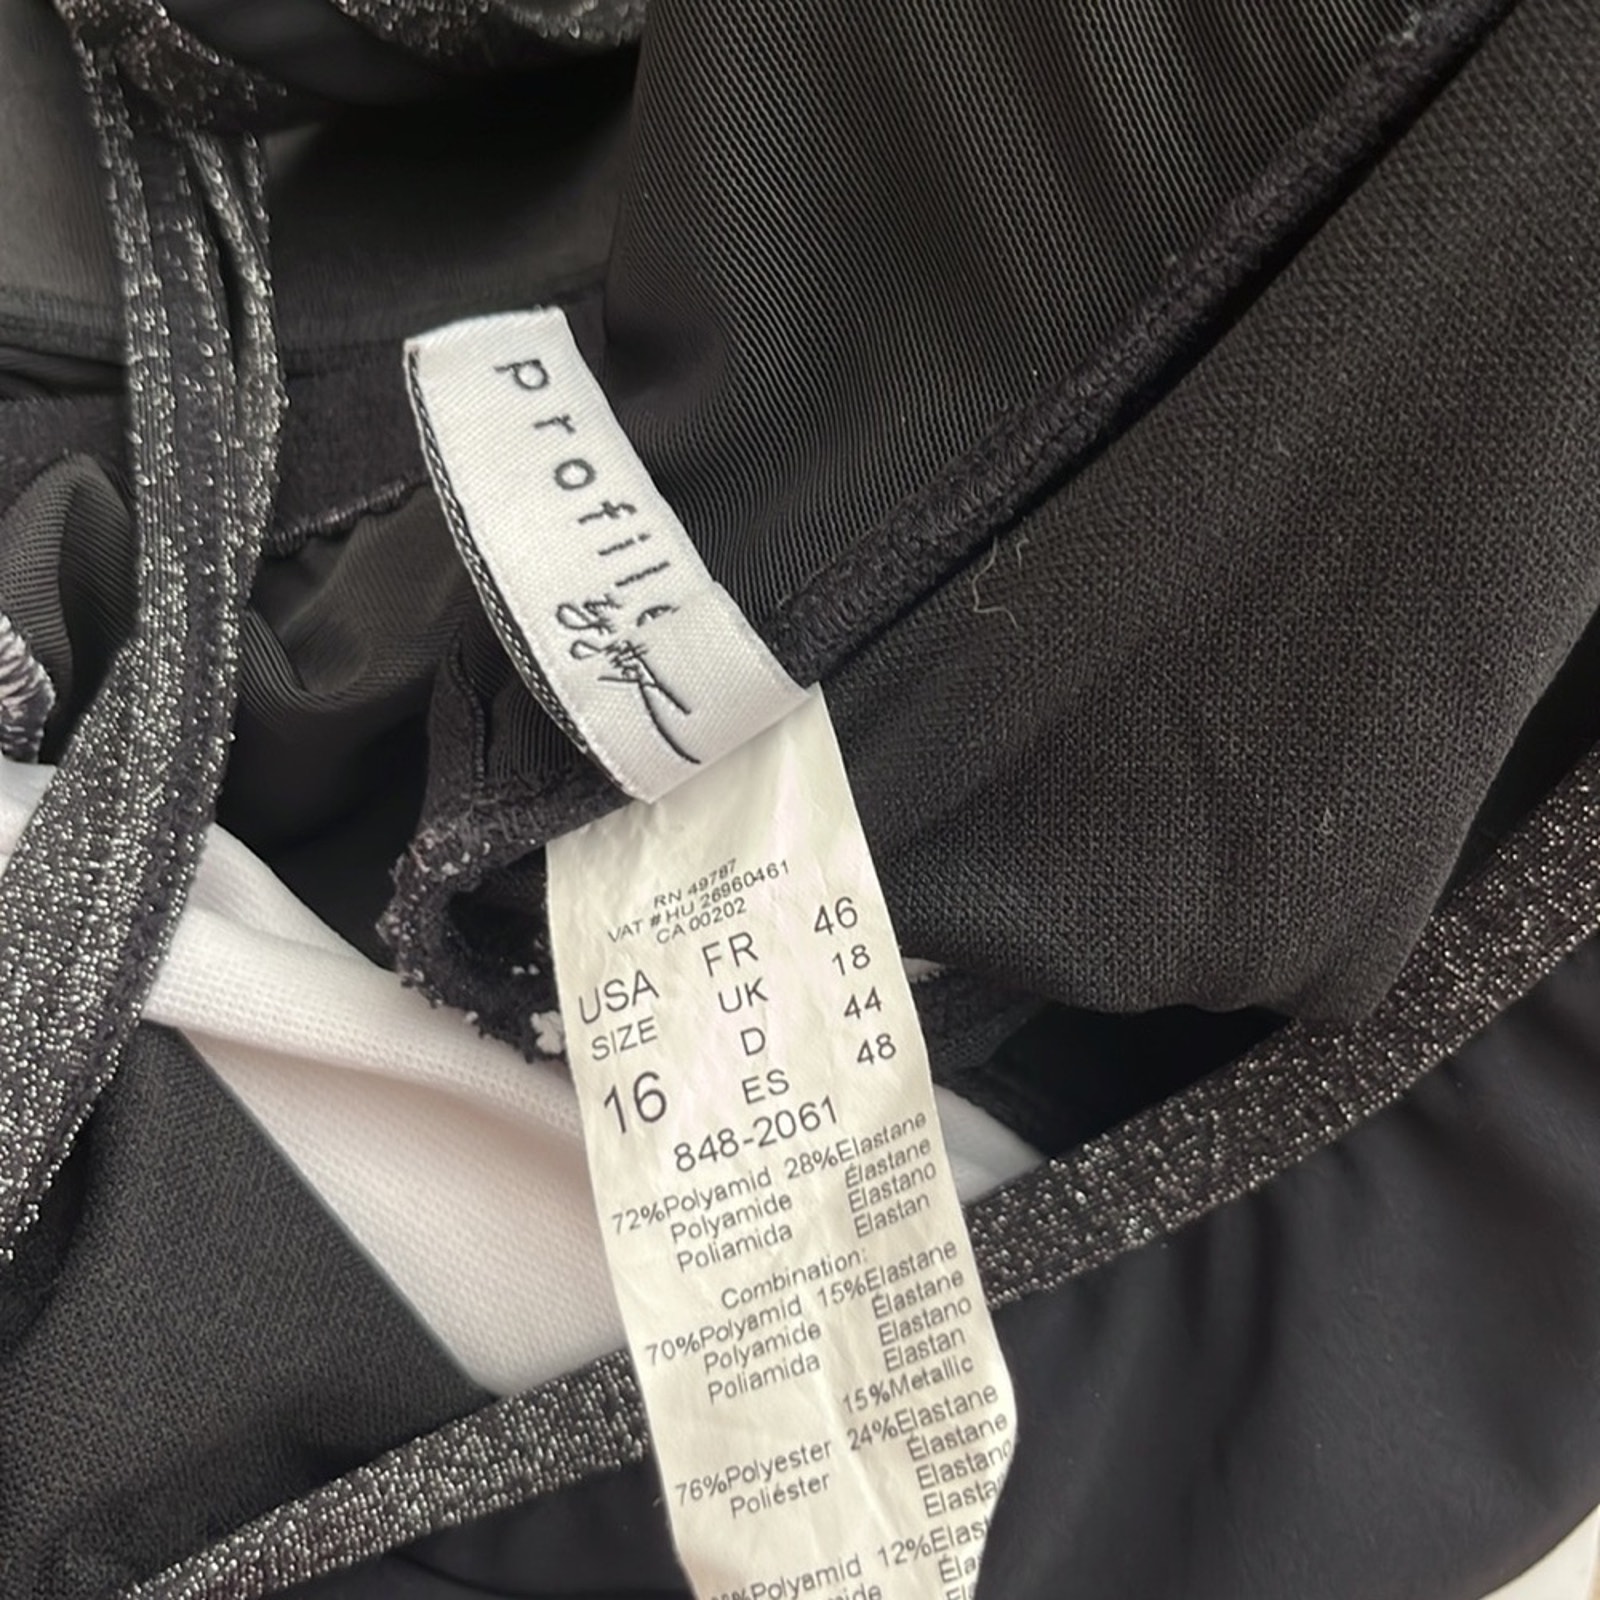 profile
RN 49787
VAT # HU 26960461
CA 00202
USA FR 46
SIZE UK 18
16 D 44
ES 48
848-2061
72%Polyamid 28%Elastane
Polyamide Élastane
Poliamida Elastano
Elastan
Combination:
70%Polyamid 15%Elastane
Polyamide Élastane
Poliamida Elastano
Elastan
15%Metallic
76%Polyester 24%Elastane
Poliéster Élastane
Elastano
Elasta
Polyamid 12%Elast